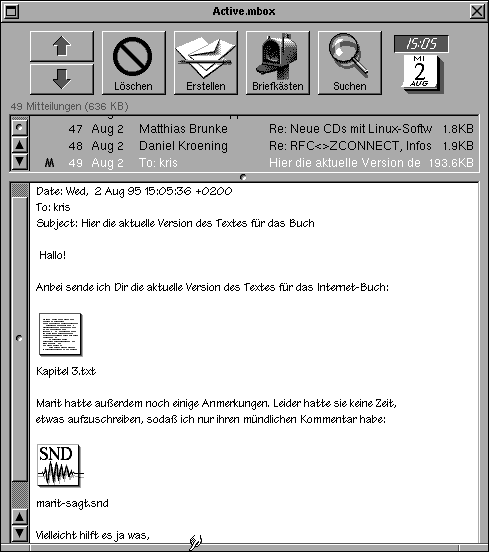 Active.mbox
Löschen
Erstellen
Briefkästen
Suchen
15:05
MI
2
AUG
49 Mitteilungen (636 KB)
47 Aug 2 Matthias Brunke Re: Neue CDs mit Linux-Softw 1.8KB
48 Aug 2 Daniel Kroening Re: RFC<>ZCONNECT, Infos 1.9KB
49 Aug 2 To: kris Hier die aktuelle Version de 193.6KB
Date: Wed, 2 Aug 95 15:05:36 +0200
To: kris
Subject: Hier die aktuelle Version des Textes für das Buch
Hallo!
Anbei sende ich Dir die aktuelle Version des Textes für das Internet-Buch:
Kapitel 3.txt
Marit hatte außerdem noch einige Anmerkungen. Leider hatte sie keine Zeit,
etwas aufzuschreiben, sodaß ich nur ihren mündlichen Kommentar habe:
SND
marit-sagt.snd
Vielleicht hilft es ja was,